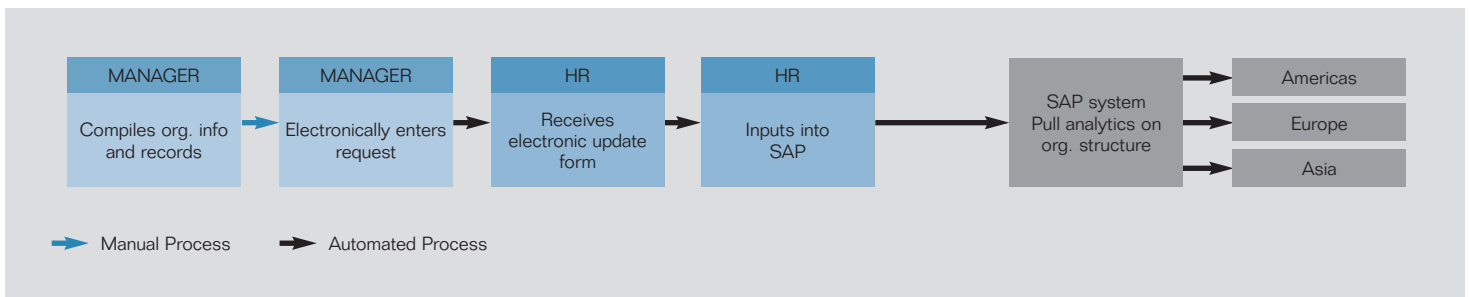 MANAGER
Compiles org. info
and records
MANAGER
Electronically enters
request
HR
Receives
electronic update
form
HR
Inputs into
SAP
SAP system
Pull analytics on
org. structure
Americas
Europe
Asia
Manual Process
Automated Process